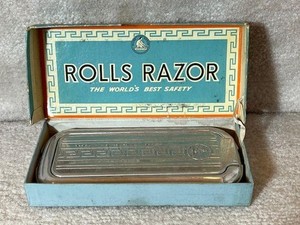 ROLLS RAZOR
THE WORLD'S BEST SAFETY